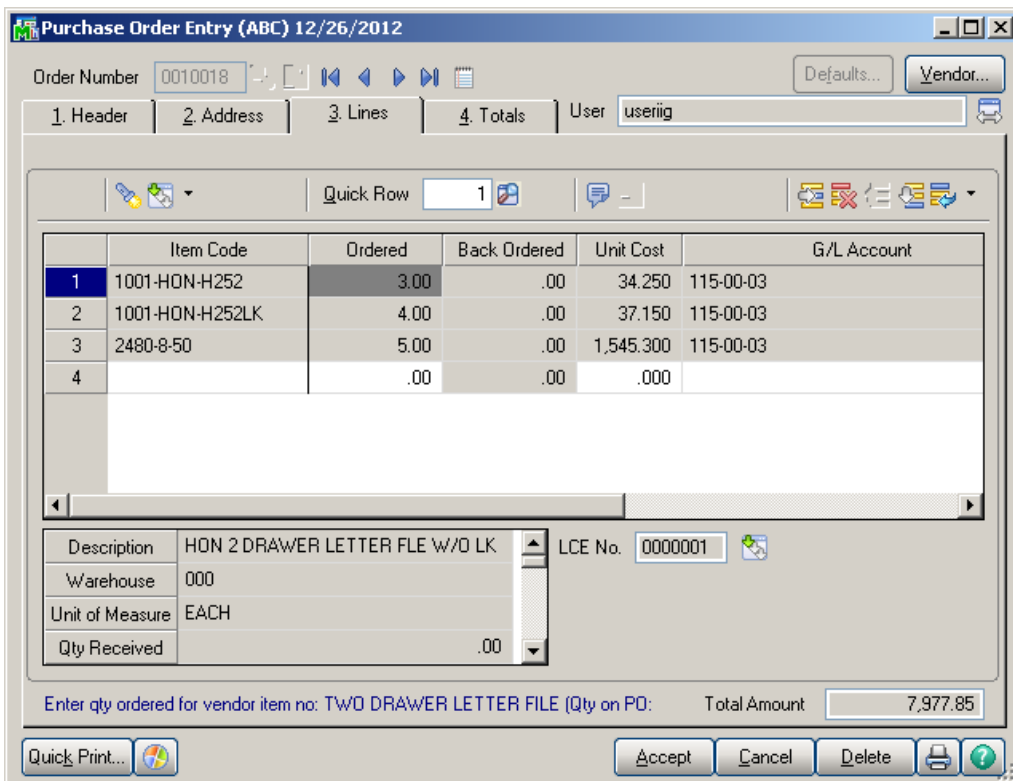 Purchase Order Entry (ABC) 12/26/2012
Order Number 0010018 Defaults... Vendor...
1. Header 2. Address 3. Lines 4. Totals User useriig
Quick Row 1
Item Code Ordered Back Ordered Unit Cost G/L Account
1 1001-HON-H252 3.00 .00 34.250 115-00-03
2 1001-HON-H252LK 4.00 .00 37.150 115-00-03
3 2480-8-50 5.00 .00 1,545.300 115-00-03
4 .00 .00 .000
Description HON 2 DRAWER LETTER FLE W/O LK LCE No. 0000001
Warehouse 000
Unit of Measure EACH
Qty Received .00
Enter qty ordered for vendor item no: TWO DRAWER LETTER FILE (Qty on PO: Total Amount 7,977.85
Quick Print... Accept Cancel Delete